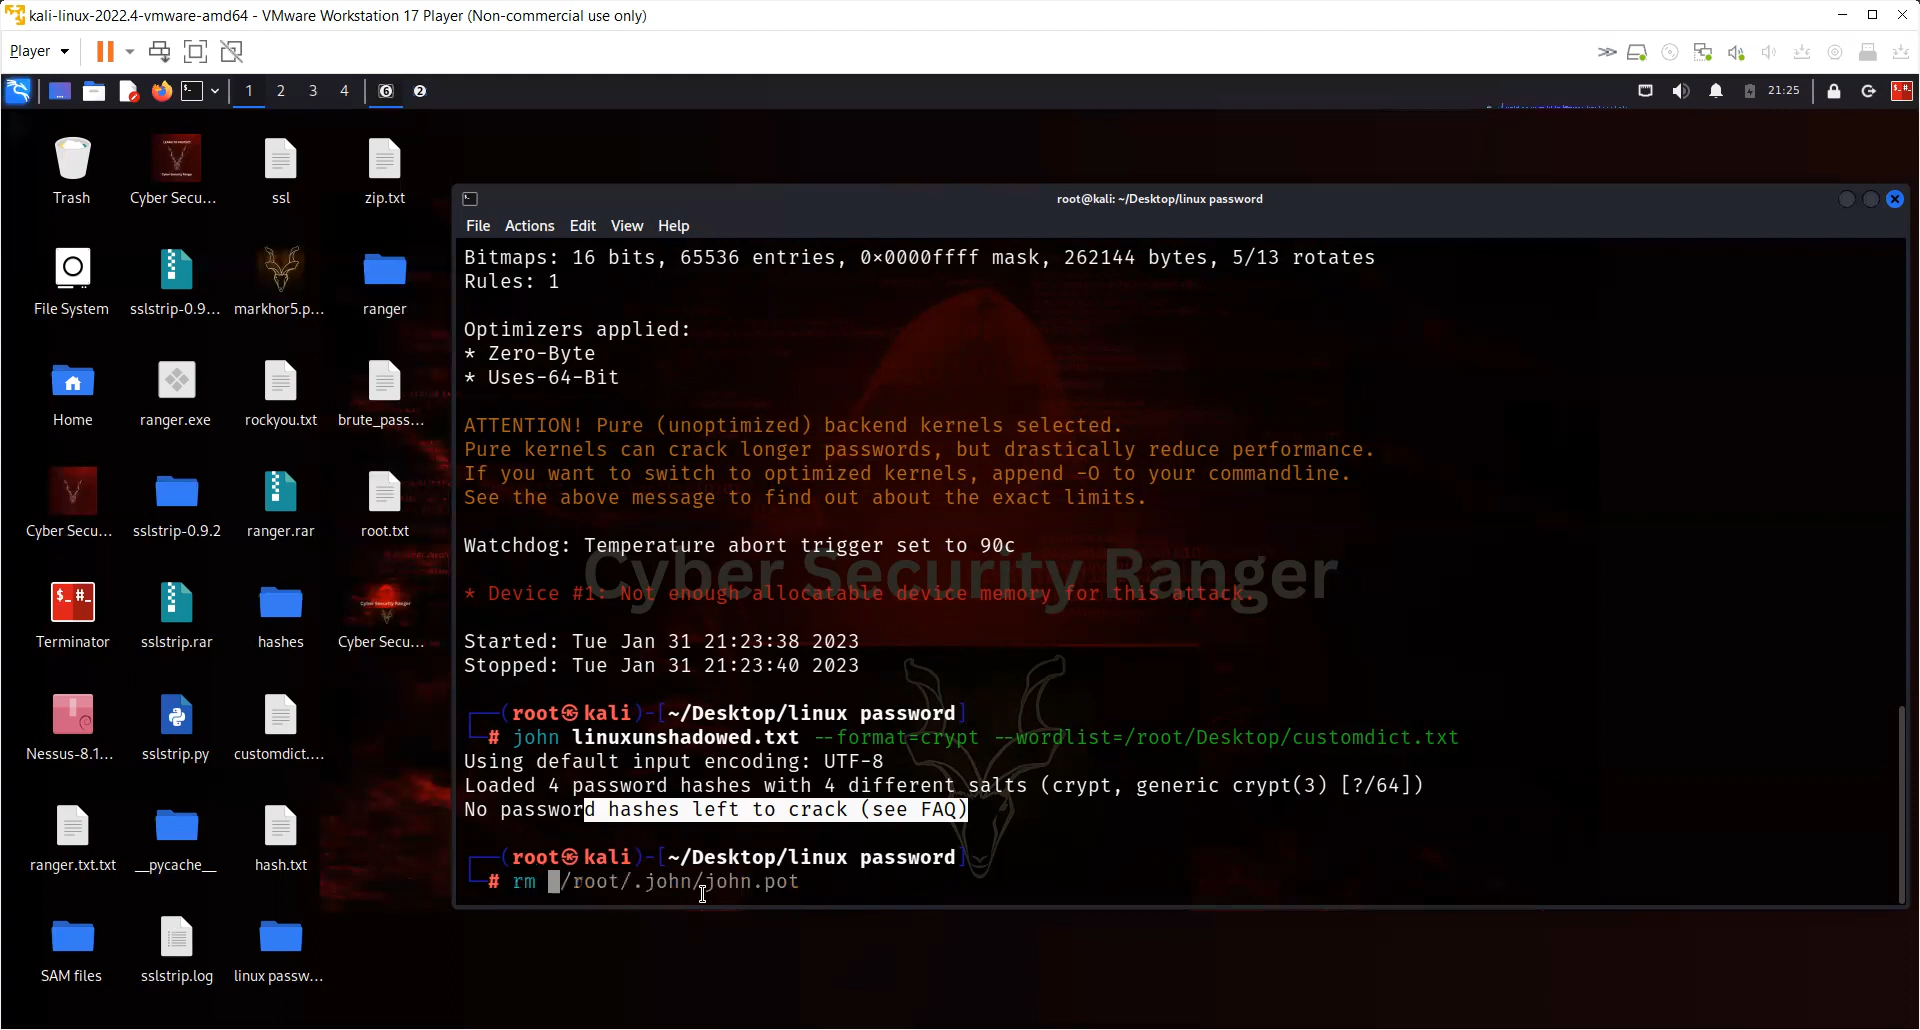 kali-linux-2022.4-vmware-amd64 - VMware Workstation 17 Player (Non-commercial use only)
Player
1 2 3 4 6 2 21:25
Trash
Cyber Secu...
ssl
zip.txt
File System
sslstrip-0.9...
markhor5.p...
ranger
Home
ranger.exe
rockyou.txt
brute_pass...
Cyber Secu...
sslstrip-0.9.2
ranger.rar
root.txt
Terminator
sslstrip.rar
hashes
Cyber Secu...
Nessus-8.1...
sslstrip.py
customdict....
ranger.txt.txt
__pycache__
hash.txt
SAM files
sslstrip.log
linux passw...
root@kali: ~/Desktop/linux password
File Actions Edit View Help
Bitmaps: 16 bits, 65536 entries, 0×0000ffff mask, 262144 bytes, 5/13 rotates
Rules: 1
Optimizers applied:
* Zero-Byte
* Uses-64-Bit
ATTENTION! Pure (unoptimized) backend kernels selected.
Pure kernels can crack longer passwords, but drastically reduce performance.
If you want to switch to optimized kernels, append -O to your commandline.
See the above message to find out about the exact limits.
Watchdog: Temperature abort trigger set to 90c
Cyber Security Ranger
* Device #1: Not enough allocatable device memory for this attack.
Started: Tue Jan 31 21:23:38 2023
Stopped: Tue Jan 31 21:23:40 2023
┌──(root㉿kali)-[~/Desktop/linux password]
└─# john linuxunshadowed.txt --format=crypt --wordlist=/root/Desktop/customdict.txt
Using default input encoding: UTF-8
Loaded 4 password hashes with 4 different salts (crypt, generic crypt(3) [?/64])
No password hashes left to crack (see FAQ)
┌──(root㉿kali)-[~/Desktop/linux password]
└─# rm /root/.john/john.pot